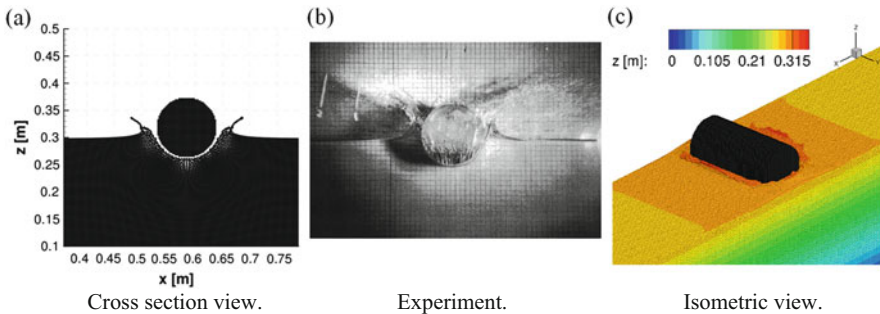 (a)
0.5
0.45
0.4
0.35
0.3
0.25
0.2
0.15
0.1
z [m]
0.4 0.45 0.5 0.55 0.6 0.65 0.7 0.75
x [m]
Cross section view.
(b)
Experiment.
(c)
z [m]: 0 0.105 0.21 0.315
z
x
Y
Isometric view.